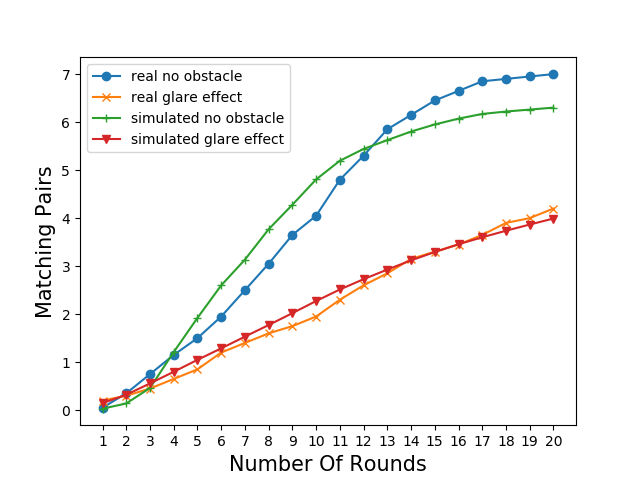 real no obstacle
real glare effect
simulated no obstacle
simulated glare effect
7
6
5
4
3
2
1
0
Matching Pairs
1 2 3 4 5 6 7 8 9 10 11 12 13 14 15 16 17 18 19 20
Number Of Rounds